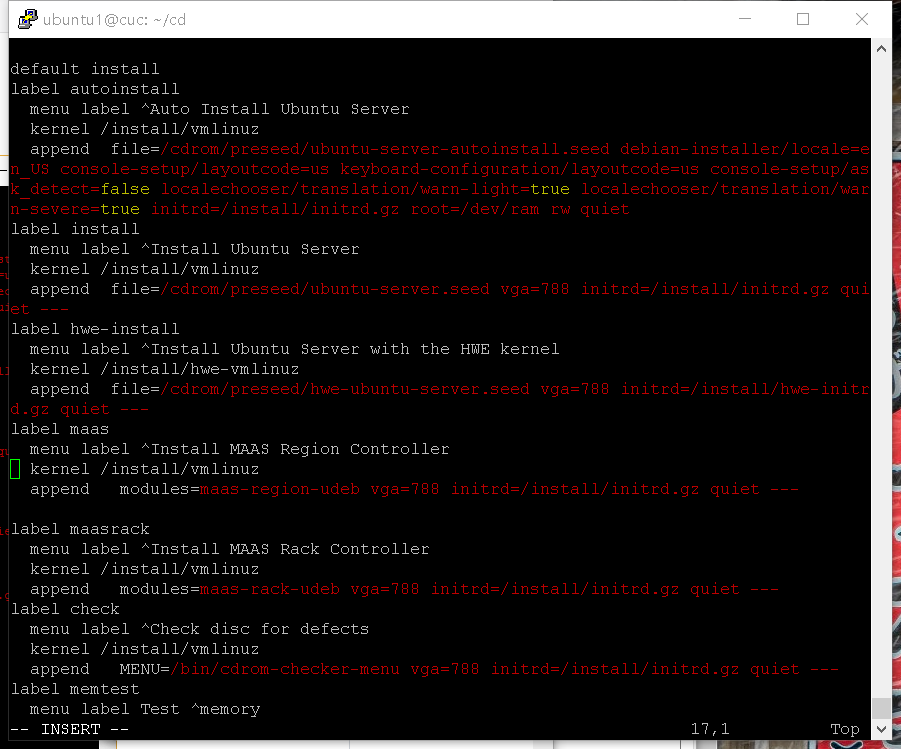 ubuntu1@cuc: ~/cd
default install
label autoinstall
  menu label ^Auto Install Ubuntu Server
  kernel /install/vmlinuz
  append  file=/cdrom/preseed/ubuntu-server-autoinstall.seed debian-installer/locale=e
n_US console-setup/layoutcode=us keyboard-configuration/layoutcode=us console-setup/as
k_detect=false localechooser/translation/warn-light=true localechooser/translation/war
n-severe=true initrd=/install/initrd.gz root=/dev/ram rw quiet
label install
  menu label ^Install Ubuntu Server
  kernel /install/vmlinuz
  append  file=/cdrom/preseed/ubuntu-server.seed vga=788 initrd=/install/initrd.gz qui
et ---
label hwe-install
  menu label ^Install Ubuntu Server with the HWE kernel
  kernel /install/hwe-vmlinuz
  append  file=/cdrom/preseed/hwe-ubuntu-server.seed vga=788 initrd=/install/hwe-initr
d.gz quiet ---
label maas
  menu label ^Install MAAS Region Controller
  kernel /install/vmlinuz
  append   modules=maas-region-udeb vga=788 initrd=/install/initrd.gz quiet ---
label maasrack
  menu label ^Install MAAS Rack Controller
  kernel /install/vmlinuz
  append   modules=maas-rack-udeb vga=788 initrd=/install/initrd.gz quiet ---
label check
  menu label ^Check disc for defects
  kernel /install/vmlinuz
  append   MENU=/bin/cdrom-checker-menu vga=788 initrd=/install/initrd.gz quiet ---
label memtest
  menu label Test ^memory
-- INSERT -- 17,1 Top